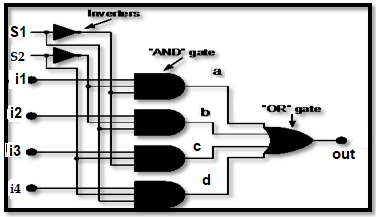 Inverters
S1
S2
"AND" gate
i1
a
i2
b
"OR" gate
i3
c
out
i4
d